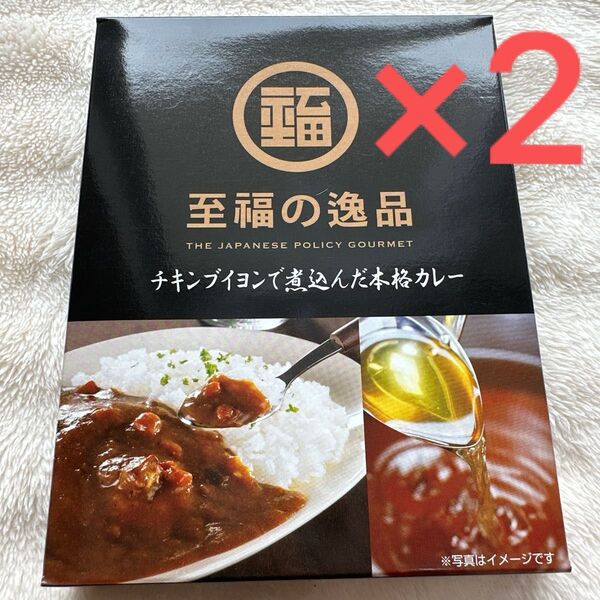 ×2
福
至福の逸品
THE JAPANESE POLICY GOURMET
チキンブイヨンで煮込んだ本格カレー
※写真はイメージです